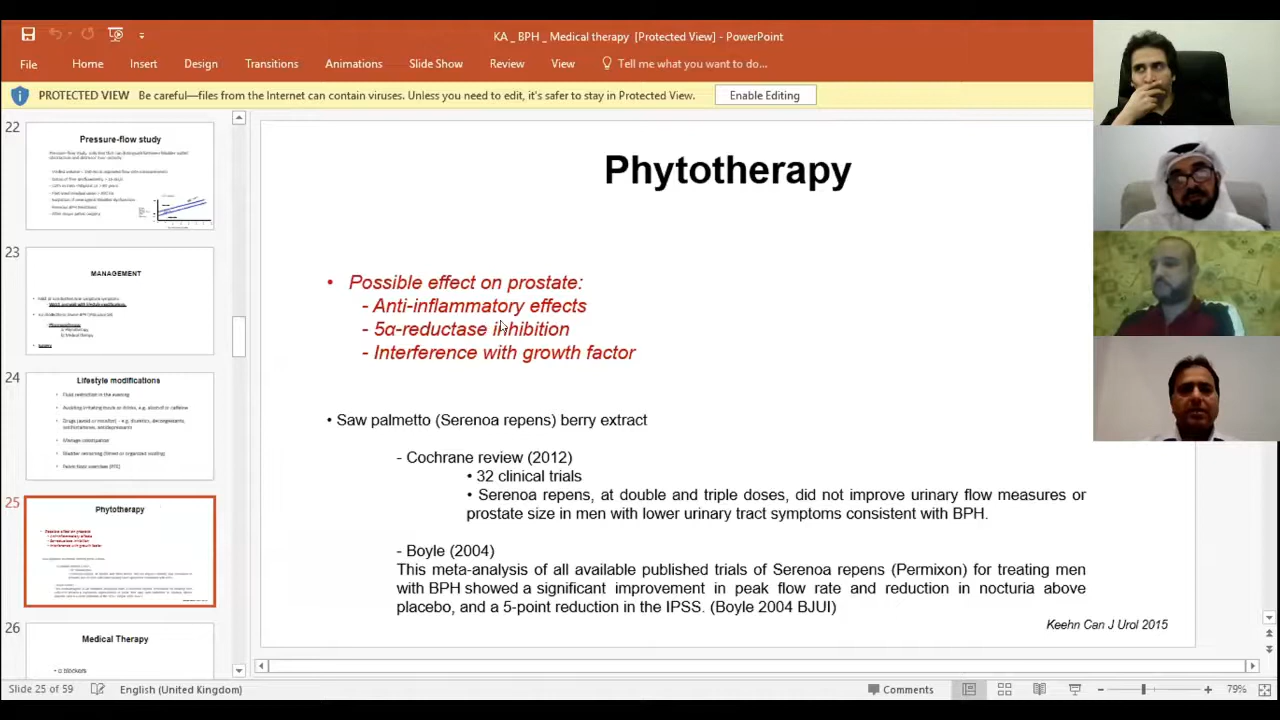 KA _ BPH _ Medical therapy [Protected View] - PowerPoint
File Home Insert Design Transitions Animations Slide Show Review View Tell me what you want to do...
PROTECTED VIEW Be careful—files from the Internet can contain viruses. Unless you need to edit, it's safer to stay in Protected View. Enable Editing
22
Pressure-flow study
23
MANAGEMENT
24
Lifestyle modifications
25
Phytotherapy
26
Medical Therapy
- α blockers
Phytotherapy
• Possible effect on prostate:
- Anti-inflammatory effects
- 5α-reductase inhibition
- Interference with growth factor
• Saw palmetto (Serenoa repens) berry extract
- Cochrane review (2012)
• 32 clinical trials
• Serenoa repens, at double and triple doses, did not improve urinary flow measures or
prostate size in men with lower urinary tract symptoms consistent with BPH.
- Boyle (2004)
This meta-analysis of all available published trials of Serenoa repens (Permixon) for treating men
with BPH showed a significant improvement in peak flow rate and reduction in nocturia above
placebo, and a 5-point reduction in the IPSS. (Boyle 2004 BJUI)
Keehn Can J Urol 2015
Slide 25 of 59 English (United Kingdom) Comments 79%